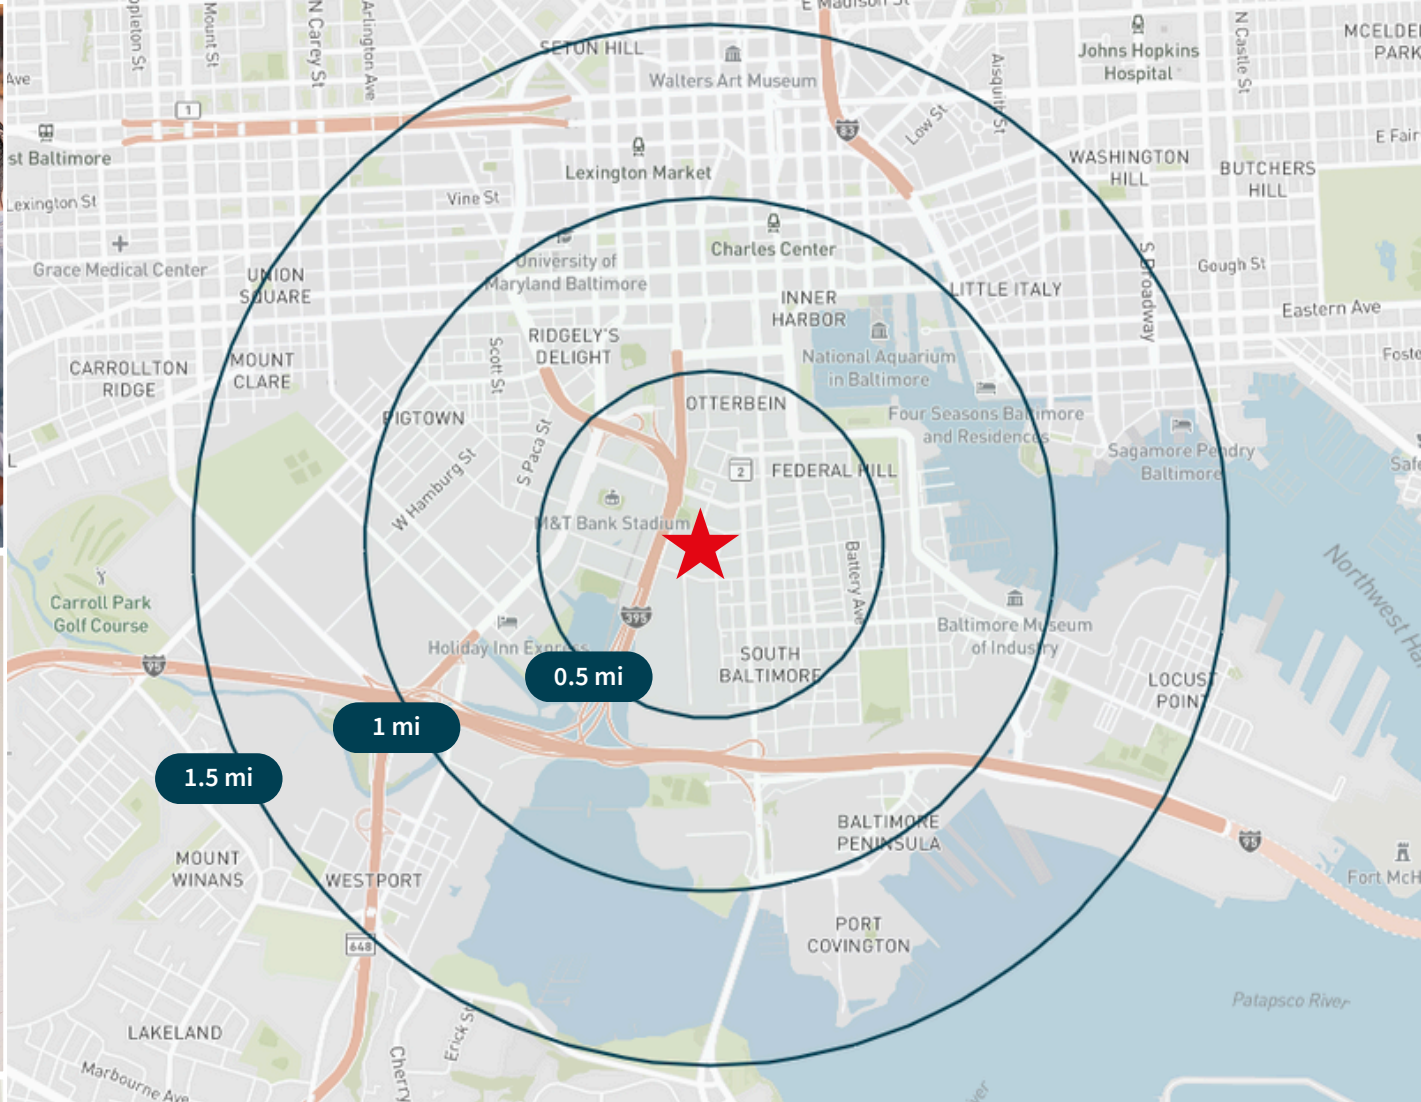 E Madison St
Mount St
N Carey St
Arlington Ave
SETON HILL
Walters Art Museum
Johns Hopkins
Hospital
N Castle St
Aisquith St
Ave
1
83
Low St
E Fair
st Baltimore
Lexington Market
WASHINGTON
HILL
BUTCHERS
HILL
Lexington St
Vine St
Grace Medical Center
UNION
SQUARE
University of
Maryland Baltimore
Charles Center
INNER
HARBOR
LITTLE ITALY
S Broadway
Gough St
Eastern Ave
CARROLLTON
RIDGE
MOUNT
CLARE
Scott St
RIDGELY'S
DELIGHT
National Aquarium
in Baltimore
Foste
PIGTOWN
OTTERBEIN
Four Seasons Baltimore
and Residences
Sagamore Pendry
Baltimore
L
W Hamburg St
S Paca St
2
FEDERAL HILL
Safe
M&T Bank Stadium
Battery Ave
Northwest Ha
Carroll Park
Golf Course
395
Holiday Inn Express
Baltimore Museum
of Industry
95
0.5 mi
SOUTH
BALTIMORE
LOCUST
POINT
1 mi
1.5 mi
MOUNT
WINANS
WESTPORT
BALTIMORE
PENINSULA
95
Fort McH
648
PORT
COVINGTON
Patapsco River
LAKELAND
Erick St
Marbourne Ave
Cherry